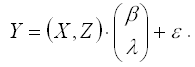 Y = (X, Z) · (β λ) + ε .